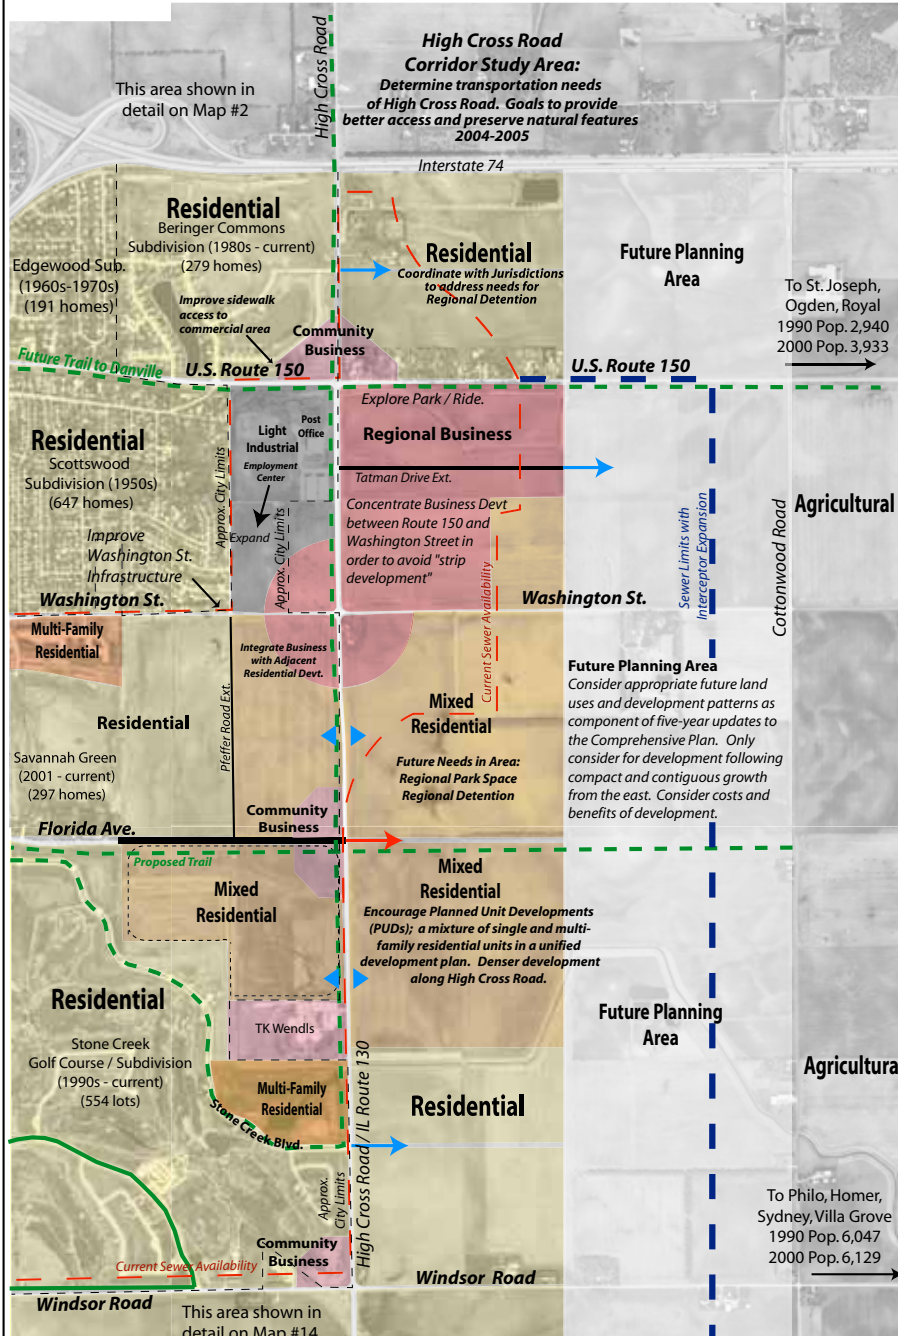 High Cross Road
Corridor Study Area:
Determine transportation needs
of High Cross Road. Goals to provide
better access and preserve natural features
2004-2005
High Cross Road
This area shown in
detail on Map #2
Interstate 74
Residential
Beringer Commons
Subdivision (1980s - current)
(279 homes)
Edgewood Sub.
(1960s-1970s)
(191 homes)
Residential
Coordinate with Jurisdictions
to address needs for
Regional Detention
Future Planning
Area
To St. Joseph,
Ogden, Royal
1990 Pop. 2,940
2000 Pop. 3,933
Improve sidewalk
access to
commercial area
Community
Business
Future Trail to Danville
U.S. Route 150
U.S. Route 150
Explore Park / Ride.
Regional Business
Tatman Drive Ext.
Concentrate Business Devt
between Route 150 and
Washington Street in
order to avoid "strip
development"
Light
Industrial
Post
Office
Employment
Center
Expand
Approx. City Limits
Approx. City Limits
Residential
Scottswood
Subdivision (1950s)
(647 homes)
Improve
Washington St.
Infrastructure
Agricultural
Sewer Limits with
Interceptor Expansion
Cottonwood Road
Current Sewer Availability
Washington St.
Washington St.
Multi-Family
Residential
Integrate Business
with Adjacent
Residential Devt.
Pfeffer Road Ext.
Residential
Savannah Green
(2001 - current)
(297 homes)
Mixed
Residential
Future Needs in Area:
Regional Park Space
Regional Detention
Future Planning Area
Consider appropriate future land
uses and development patterns as
component of five-year updates to
the Comprehensive Plan. Only
consider for development following
compact and contiguous growth
from the east. Consider costs and
benefits of development.
Community
Business
Florida Ave.
Proposed Trail
Mixed
Residential
Mixed
Residential
Encourage Planned Unit Developments
(PUDs); a mixture of single and multi-
family residential units in a unified
development plan. Denser development
along High Cross Road.
Residential
Stone Creek
Golf Course / Subdivision
(1990s - current)
(554 lots)
TK Wendls
Multi-Family
Residential
Stone Creek Blvd.
High Cross Road / IL Route 130
Residential
Future Planning
Area
Agricultura
Approx.
City Limits
Community
Business
Current Sewer Availability
Windsor Road
Windsor Road
To Philo, Homer,
Sydney, Villa Grove
1990 Pop. 6,047
2000 Pop. 6,129
This area shown in
detail on Map #14